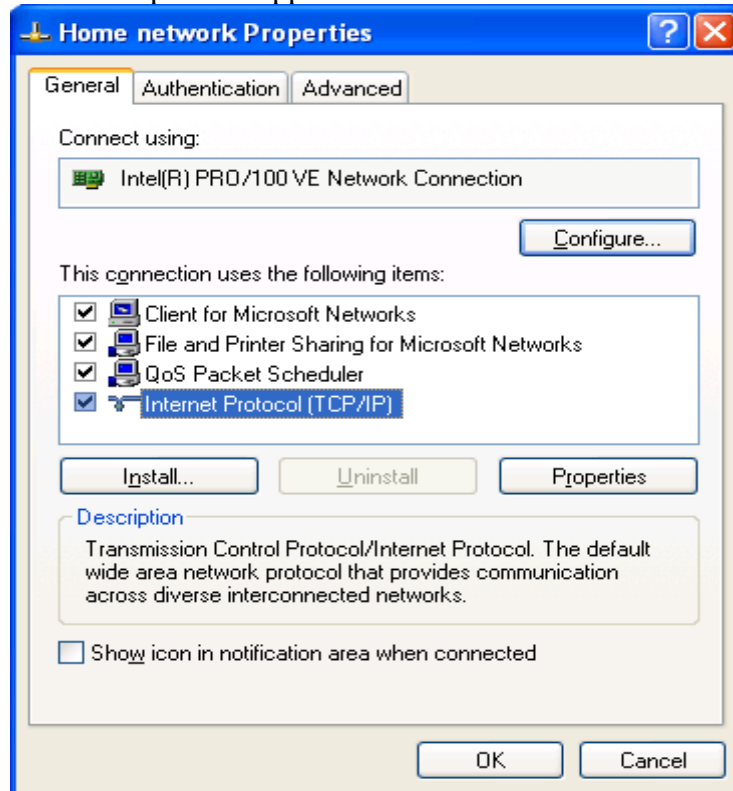 Home network Properties
General Authentication Advanced
Connect using:
Intel(R) PRO/100 VE Network Connection
Configure...
This connection uses the following items:
Client for Microsoft Networks
File and Printer Sharing for Microsoft Networks
QoS Packet Scheduler
Internet Protocol (TCP/IP)
Install... Uninstall Properties
Description
Transmission Control Protocol/Internet Protocol. The default
wide area network protocol that provides communication
across diverse interconnected networks.
Show icon in notification area when connected
OK Cancel